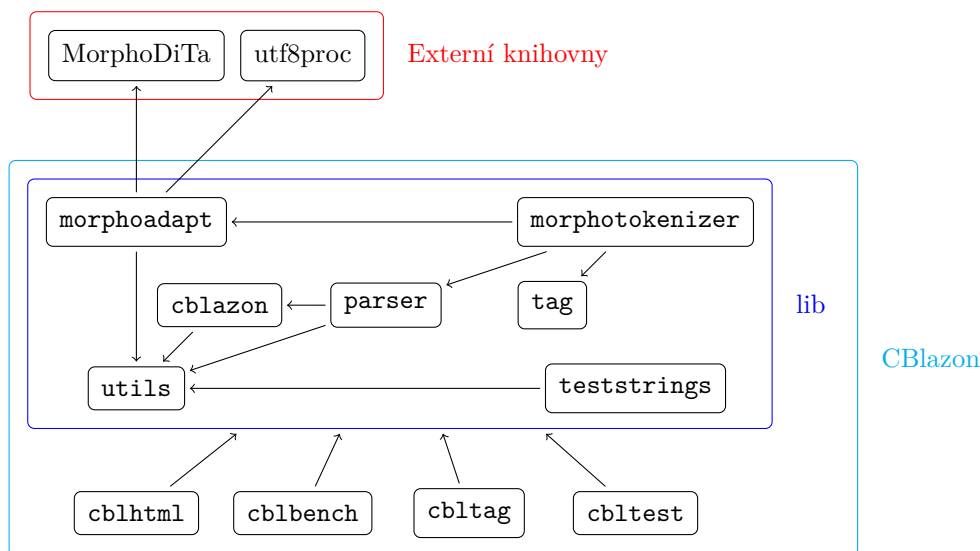 MorphoDiTa utf8proc Externí knihovny
morphoadapt morphotokenizer
cblazon parser tag lib
CBlazon
utils teststrings
cblhtml cblbench cbltag cbltest